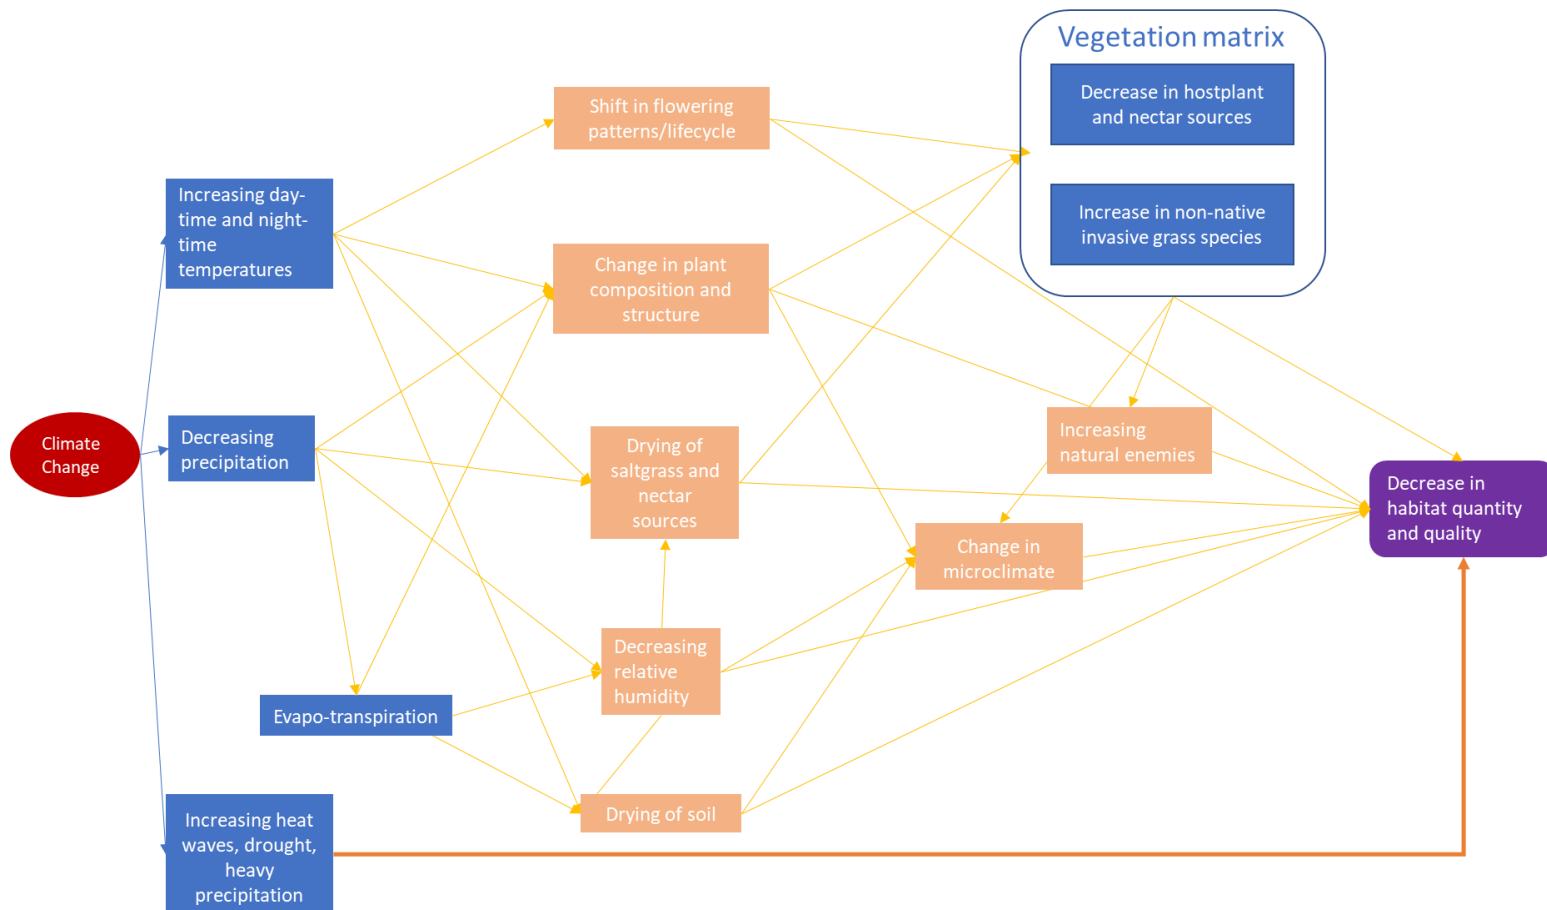 Vegetation matrix
Decrease in hostplant
and nectar sources
Increase in non-native
invasive grass species
Shift in flowering
patterns/lifecycle
Increasing day-
time and night-
time
temperatures
Change in plant
composition and
structure
Climate
Change
Decreasing
precipitation
Drying of
saltgrass and
nectar
sources
Increasing
natural enemies
Decrease in
habitat quantity
and quality
Change in
microclimate
Decreasing
relative
humidity
Evapo-transpiration
Drying of soil
Increasing heat
waves, drought,
heavy
precipitation